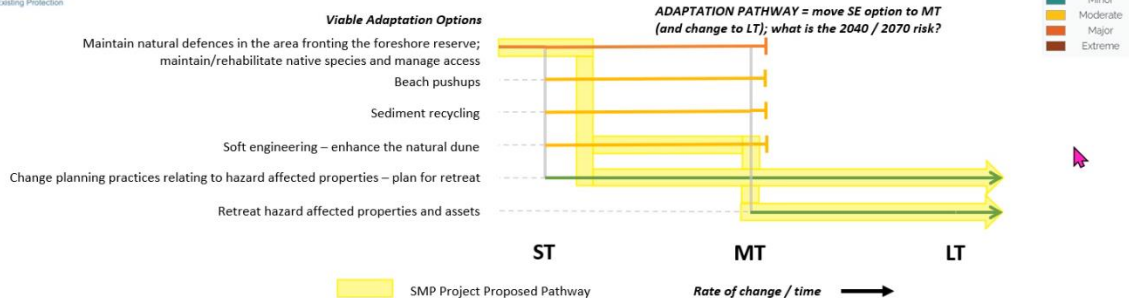 xisting Protection
Viable Adaptation Options
ADAPTATION PATHWAY = move SE option to MT
(and change to LT); what is the 2040 / 2070 risk?
Minor
Moderate
Major
Extreme
Maintain natural defences in the area fronting the foreshore reserve;
maintain/rehabilitate native species and manage access
Beach pushups
Sediment recycling
Soft engineering – enhance the natural dune
Change planning practices relating to hazard affected properties – plan for retreat
Retreat hazard affected properties and assets
ST
MT
LT
SMP Project Proposed Pathway
Rate of change / time